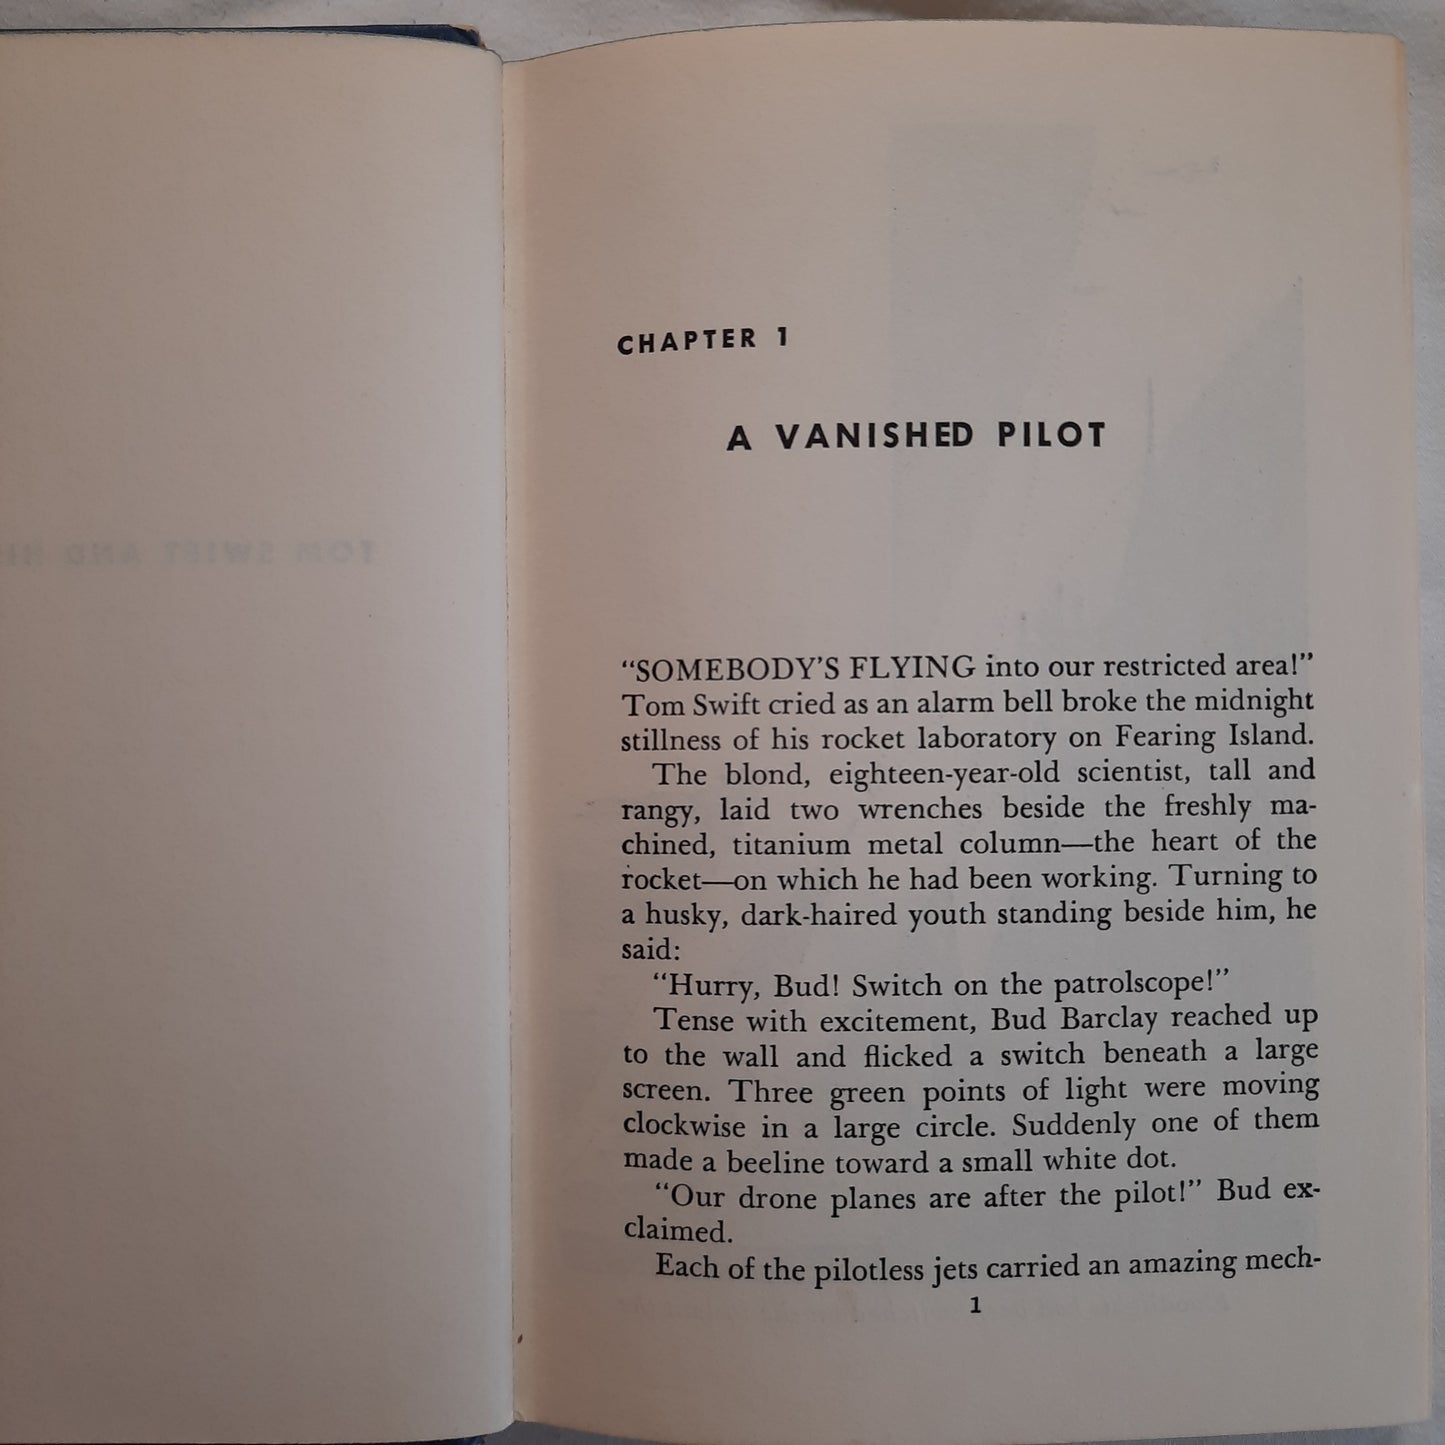 TOM SWIFT AND HI
CHAPTER 1
A VANISHED PILOT
“SOMEBODY’S FLYING into our restricted area!”
Tom Swift cried as an alarm bell broke the midnight
stillness of his rocket laboratory on Fearing Island.
The blond, eighteen-year-old scientist, tall and
rangy, laid two wrenches beside the freshly ma-
chined, titanium metal column—the heart of the
rocket—on which he had been working. Turning to
a husky, dark-haired youth standing beside him, he
said:
“Hurry, Bud! Switch on the patrolscope!”
Tense with excitement, Bud Barclay reached up
to the wall and flicked a switch beneath a large
screen. Three green points of light were moving
clockwise in a large circle. Suddenly one of them
made a beeline toward a small white dot.
“Our drone planes are after the pilot!” Bud ex-
claimed.
Each of the pilotless jets carried an amazing mech-
1